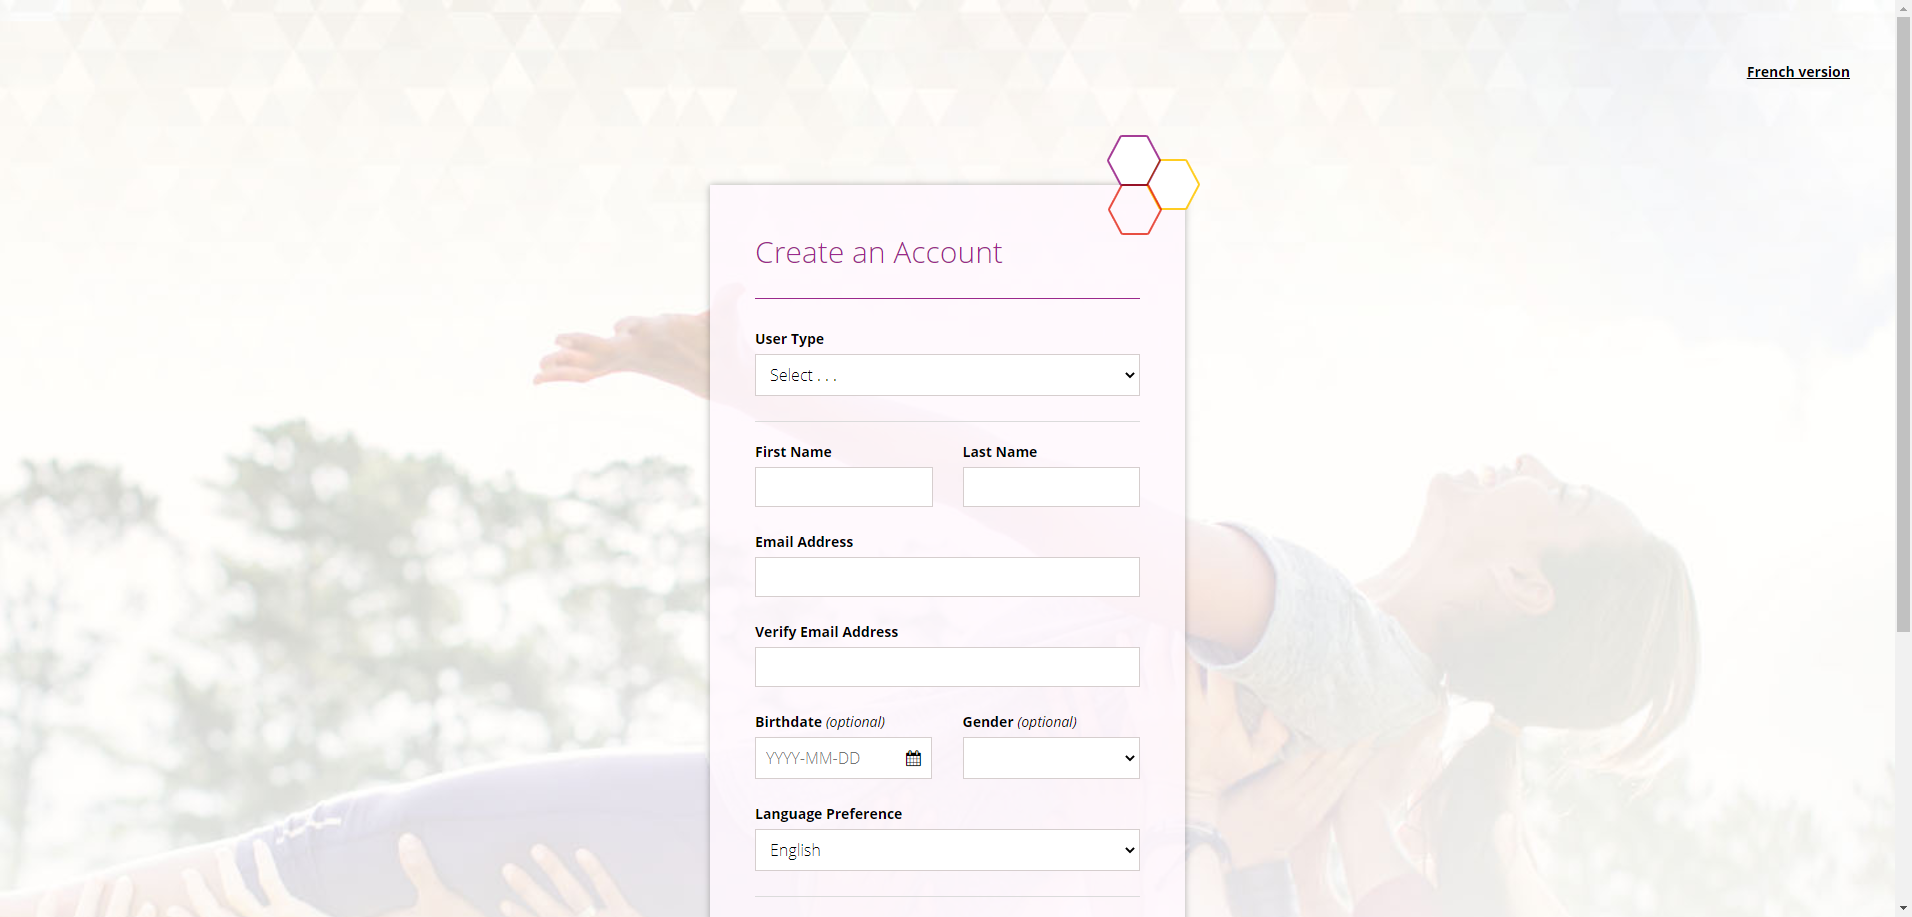 French version
Create an Account
User Type
Select . . .
First Name Last Name
Email Address
Verify Email Address
Birthdate (optional) Gender (optional)
YYYY-MM-DD
Language Preference
English